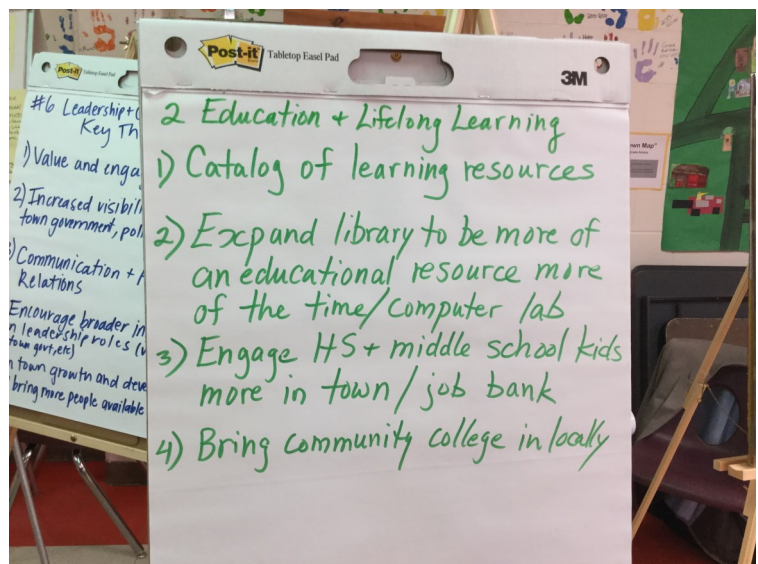 Post-it Tabletop Easel Pad
3M
2 Education + Lifelong Learning
1) Catalog of learning resources
2) Expand library to be more of
an educational resource more
of the time/computer lab
3) Engage HS + middle school kids
more in town / job bank
4) Bring community college in locally
Post-it Tabletop Easel Pad
#6 Leadership +
Key Th
1) Value and enga
2) Increased visibili
town government, pol
) Communication +
Relations
Encourage broader in
n leadership roles (
town govt, etc)
n town growth and deve
bring more people available
own Map"